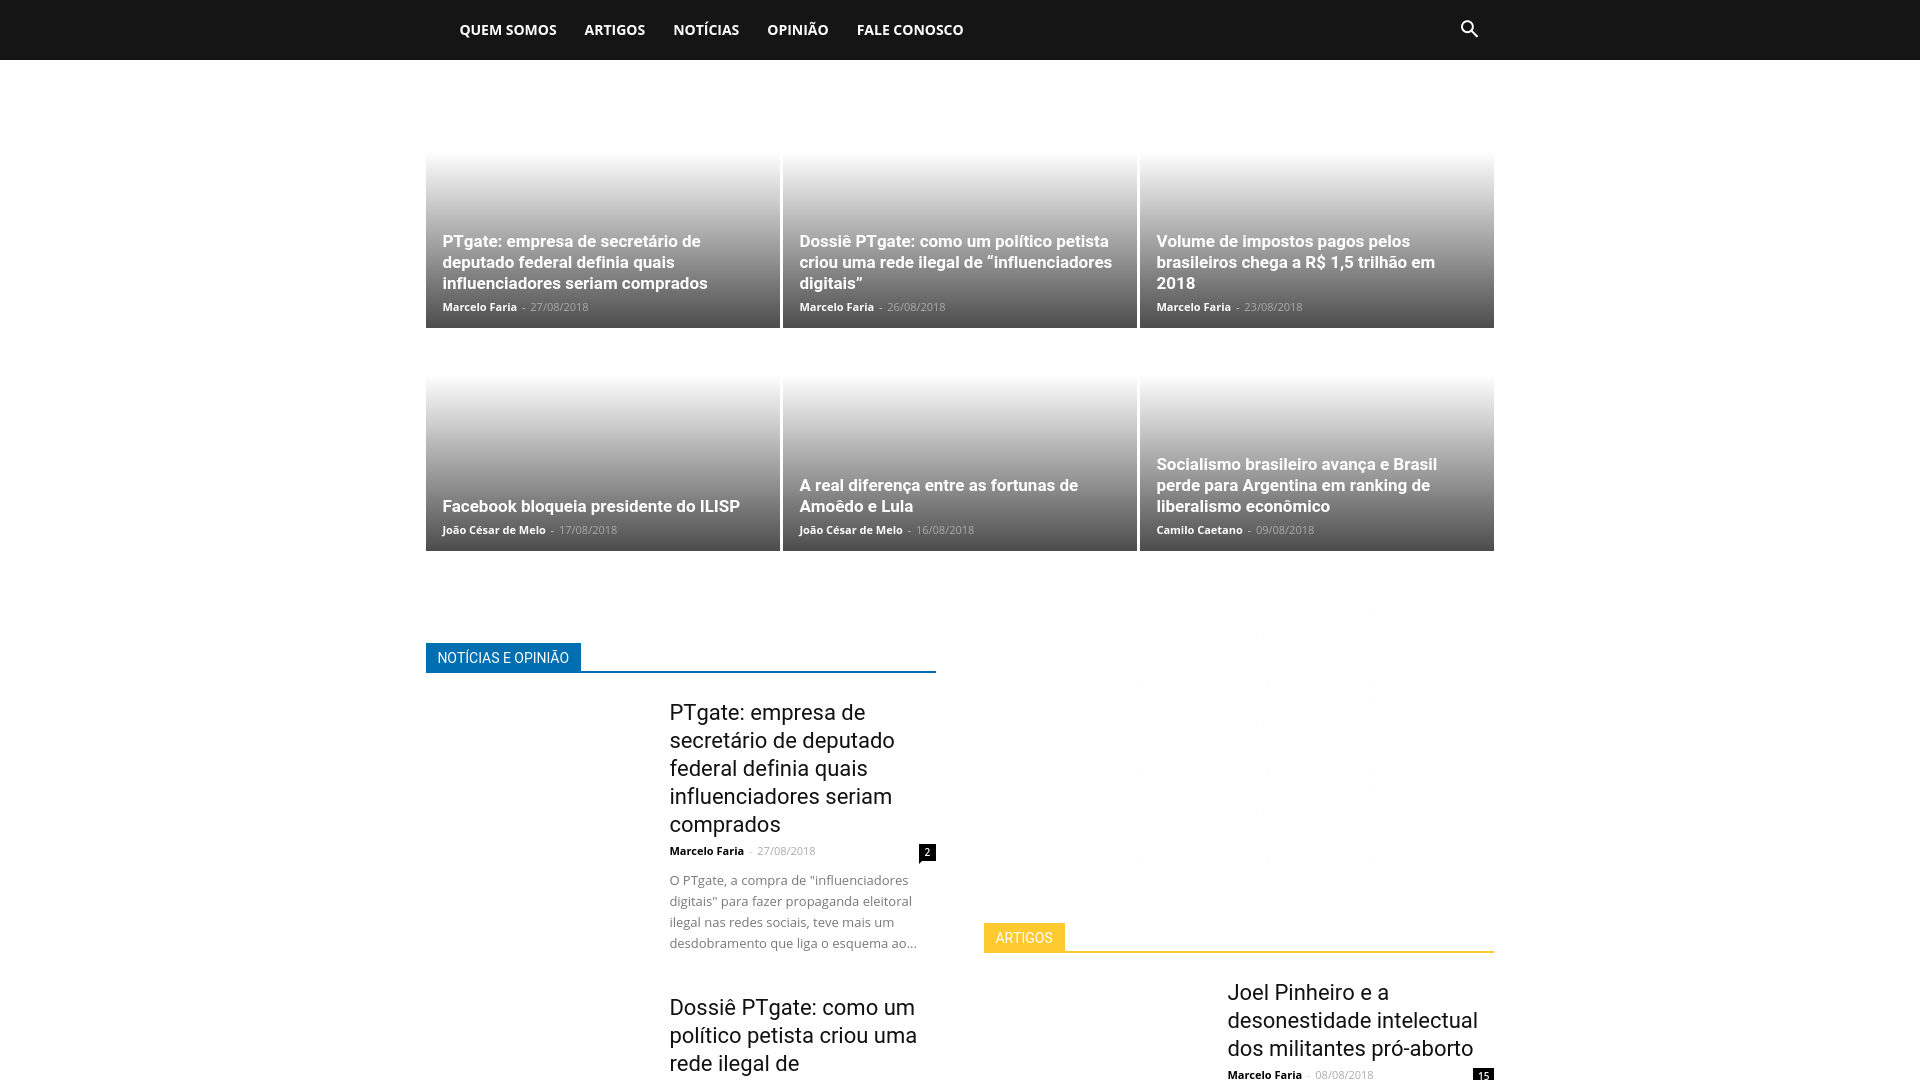 QUEM SOMOS ARTIGOS NOTÍCIAS OPINIÃO FALE CONOSCO
PTgate: empresa de secretário de
deputado federal definia quais
influenciadores seriam comprados
Marcelo Faria - 27/08/2018
Dossiê PTgate: como um político petista
criou uma rede ilegal de “influenciadores
digitais”
Marcelo Faria - 26/08/2018
Volume de impostos pagos pelos
brasileiros chega a R$ 1,5 trilhão em
2018
Marcelo Faria - 23/08/2018
Facebook bloqueia presidente do ILISP
João César de Melo - 17/08/2018
A real diferença entre as fortunas de
Amoêdo e Lula
João César de Melo - 16/08/2018
Socialismo brasileiro avança e Brasil
perde para Argentina em ranking de
liberalismo econômico
Camilo Caetano - 09/08/2018
NOTÍCIAS E OPINIÃO
PTgate: empresa de
secretário de deputado
federal definia quais
influenciadores seriam
comprados
Marcelo Faria - 27/08/2018 2
O PTgate, a compra de "influenciadores
digitais" para fazer propaganda eleitoral
ilegal nas redes sociais, teve mais um
desdobramento que liga o esquema ao...
Dossiê PTgate: como um
político petista criou uma
rede ilegal de
ARTIGOS
Joel Pinheiro e a
desonestidade intelectual
dos militantes pró-aborto
Marcelo Faria - 08/08/2018 15